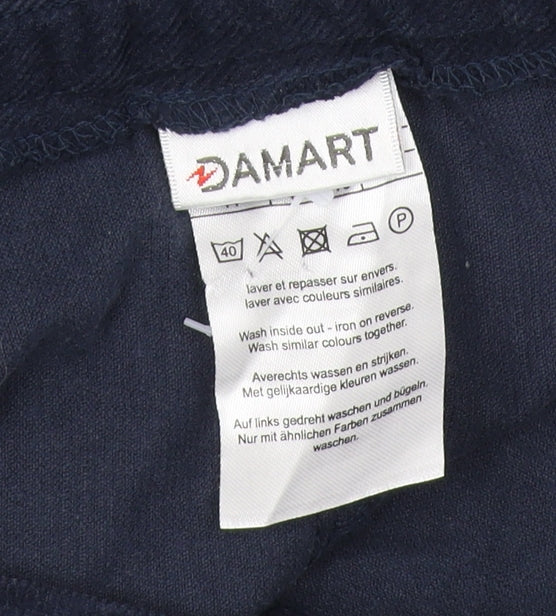 DAMART
40
P
laver et repasser sur envers.
laver avec couleurs similaires.
Wash inside out - iron on reverse.
Wash similar colours together.
Averechts wassen en strijken.
Met gelijkaardige kleuren wassen.
Auf links gedreht waschen und bügeln.
Nur mit ähnlichen Farben zusammen
waschen.